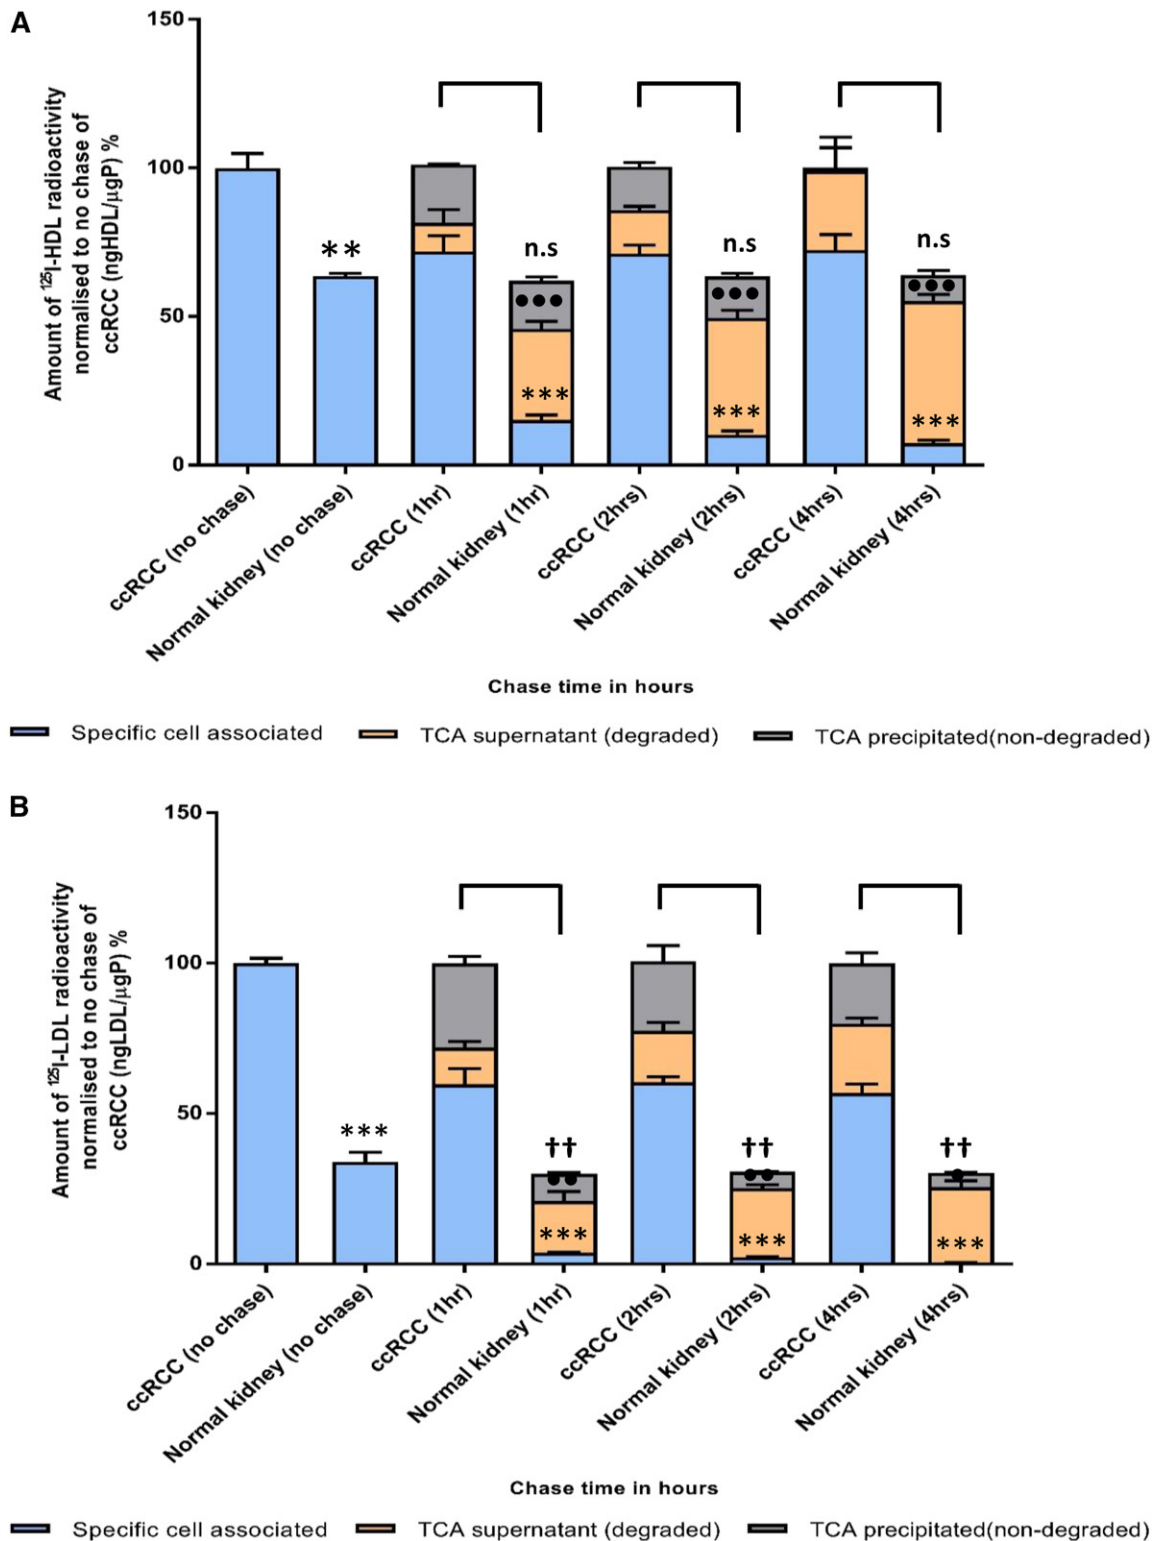 A
150
100
50
0
Amount of ¹²⁵I-HDL radioactivity
normalised to no chase of
ccRCC (ngHDL/µgP) %
**
n.s
●●●
***
n.s
●●●
***
n.s
●●●
***
ccRCC (no chase)
Normal kidney (no chase)
ccRCC (1hr)
Normal kidney (1hr)
ccRCC (2hrs)
Normal kidney (2hrs)
ccRCC (4hrs)
Normal kidney (4hrs)
Chase time in hours
Specific cell associated
TCA supernatant (degraded)
TCA precipitated(non-degraded)
B
150
100
50
0
Amount of ¹²⁵I-LDL radioactivity
normalised to no chase of
ccRCC (ngLDL/µgP) %
***
††
●●
***
††
●●
***
††
●
***
ccRCC (no chase)
Normal kidney (no chase)
ccRCC (1hr)
Normal kidney (1hr)
ccRCC (2hrs)
Normal kidney (2hrs)
ccRCC (4hrs)
Normal kidney (4hrs)
Chase time in hours
Specific cell associated
TCA supernatant (degraded)
TCA precipitated(non-degraded)